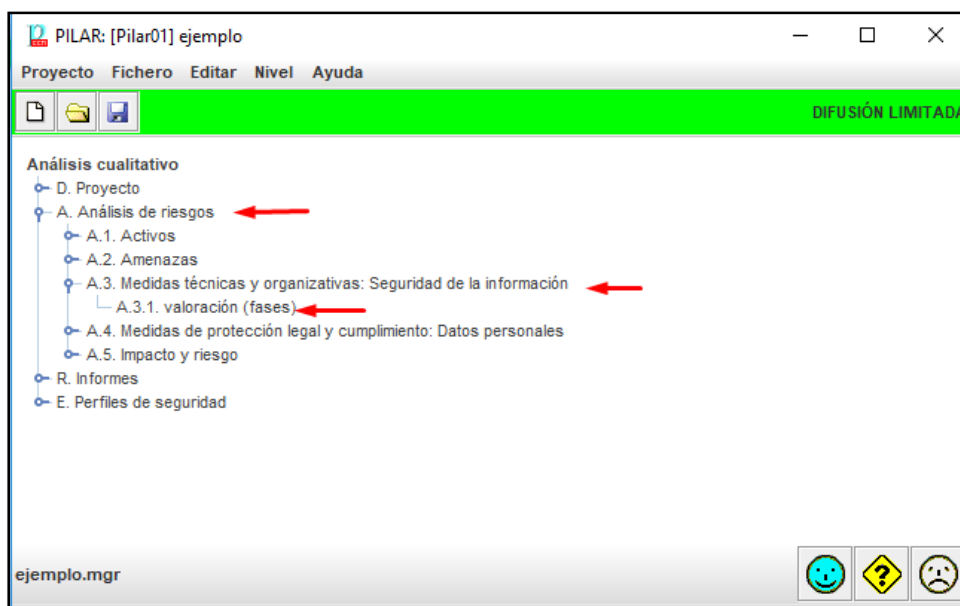 PILAR: [Pilar01] ejemplo
Proyecto Fichero Editar Nivel Ayuda
DIFUSIÓN LIMITADA
Análisis cualitativo
D. Proyecto
A. Análisis de riesgos
A.1. Activos
A.2. Amenazas
A.3. Medidas técnicas y organizativas: Seguridad de la información
A.3.1. valoración (fases)
A.4. Medidas de protección legal y cumplimiento: Datos personales
A.5. Impacto y riesgo
R. Informes
E. Perfiles de seguridad
ejemplo.mgr
?